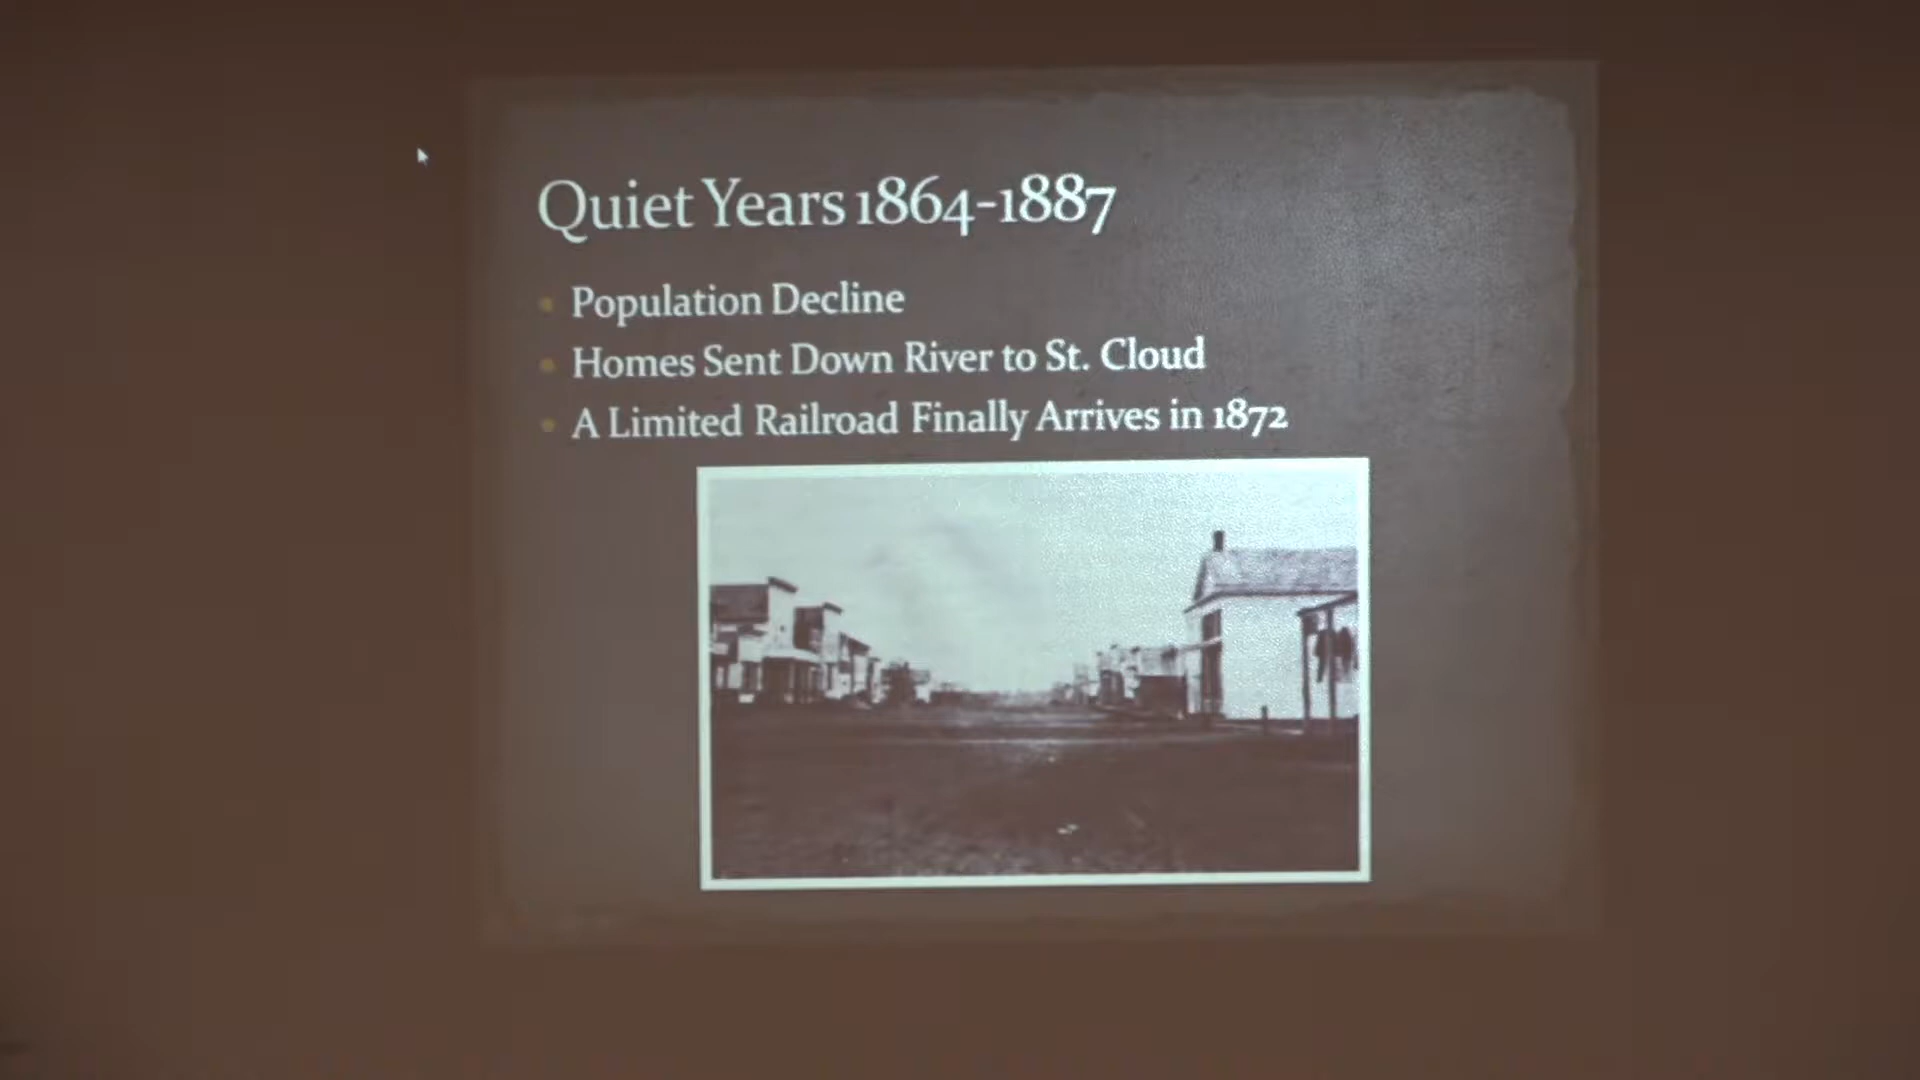 Quiet Years 1864-1887
Population Decline
Homes Sent Down River to St. Cloud
A Limited Railroad Finally Arrives in 1872